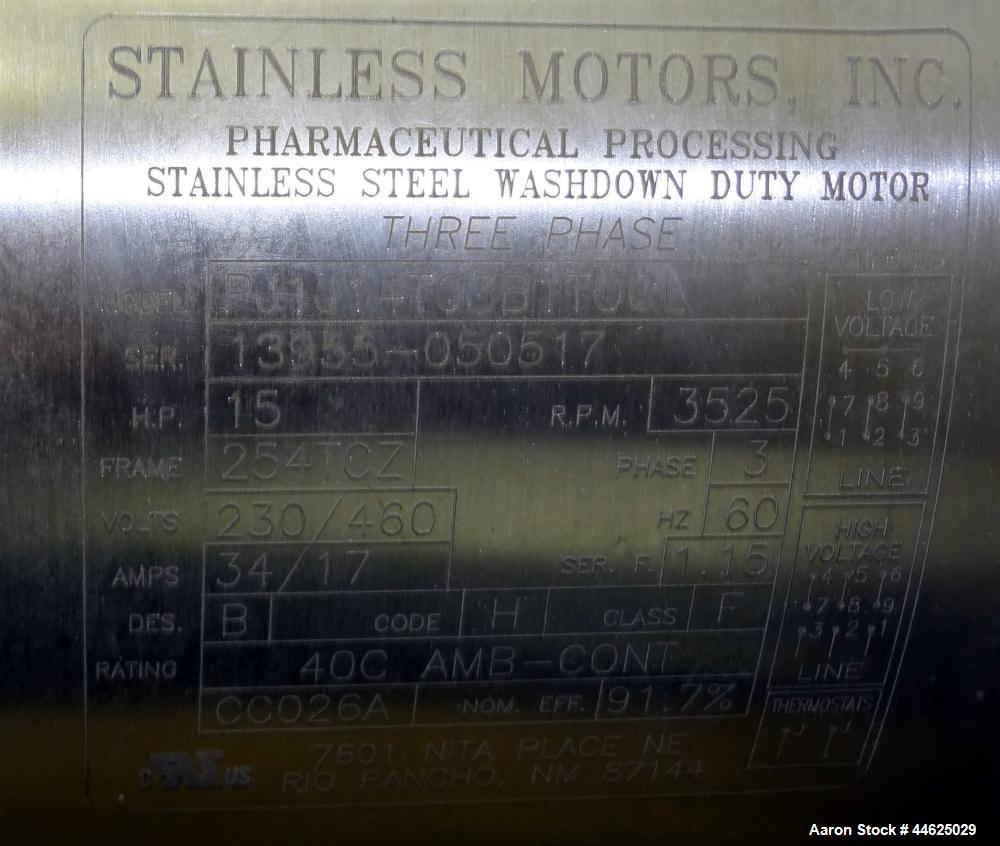 STAINLESS MOTORS, INC.
PHARMACEUTICAL PROCESSING
STAINLESS STEEL WASHDOWN DUTY MOTOR
THREE PHASE
MODEL
SER. 13955-050517
H.P. 15 R.P.M. 3525
FRAME 254TCZ PHASE 3
VOLTS 230/460 HZ 60
AMPS 34/17 SER. F. 1.15
DES. B CODE H CLASS F
RATING 40C AMB-CONT
CC026A NOM. EFF. 91.7%
7601 NITA PLACE NE
RIO RANCHO, NM 87144
c US
LOW
VOLTAGE
4 5 6
7 8 9
1 2 3
LINE
HIGH
VOLTAGE
4 5 6
7 8 9
3 2 1
LINE
THERMOSTATS
J J
Aaron Stock # 44625029